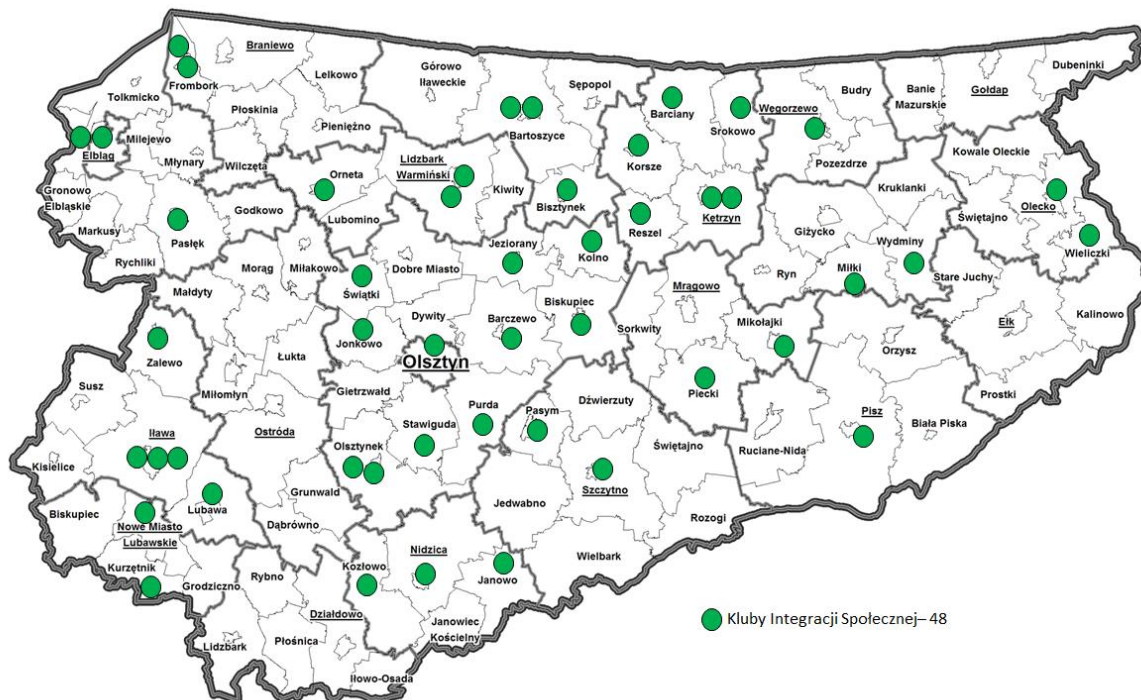 Dubeninki
Braniewo
Gołdap
Górowo
Iławeckie
Lelkowo
Sępopol
Budry
Banie
Mazurskie
Frombork
Tolkmicko
Płoskinia
Barciany
Węgorzewo
Pieniężno
Bartoszyce
Srokowo
Milejewo
Elbląg
Młynary
Wilczęta
Lidzbark
Warmiński
Korsze
Pozezdrze
Kowale Oleckie
Orneta
Kiwity
Kruklanki
Gronowo
Elbląskie
Godkowo
Lubomino
Bisztynek
Reszel
Kętrzyn
Olecko
Świętajno
Markusy
Pasłęk
Giżycko
Rychliki
Jeziorany
Kolno
Wydminy
Wieliczki
Morąg
Miłakowo
Dobre Miasto
Ryn
Miłki
Stare Juchy
Małdyty
Świątki
Mrągowo
Dywity
Barczewo
Biskupiec
Sorkwity
Mikołajki
Kalinowo
Ełk
Zalewo
Łukta
Jonkowo
Olsztyn
Orzysz
Susz
Miłomłyn
Gietrzwałd
Piecki
Prostki
Dźwierzuty
Purda
Pasym
Pisz
Iława
Ostróda
Stawiguda
Biała Piska
Olsztynek
Świętajno
Ruciane-Nida
Kisielice
Grunwald
Szczytno
Lubawa
Jedwabno
Biskupiec
Dąbrówno
Rozogi
Nowe Miasto
Lubawskie
Nidzica
Wielbark
Kurzętnik
Kozłowo
Janowo
Grodziczno
Rybno
Działdowo
Kluby Integracji Społecznej– 48
Janowiec
Kościelny
Lidzbark
Płośnica
Iłowo-Osada